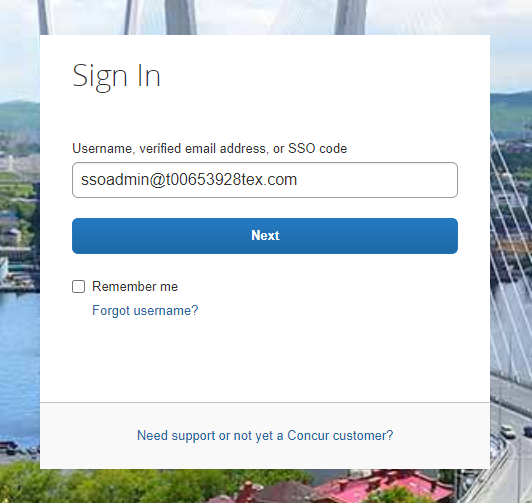 Sign In
Username, verified email address, or SSO code
ssoadmin@t00653928tex.com
Next
Remember me
Forgot username?
Need support or not yet a Concur customer?